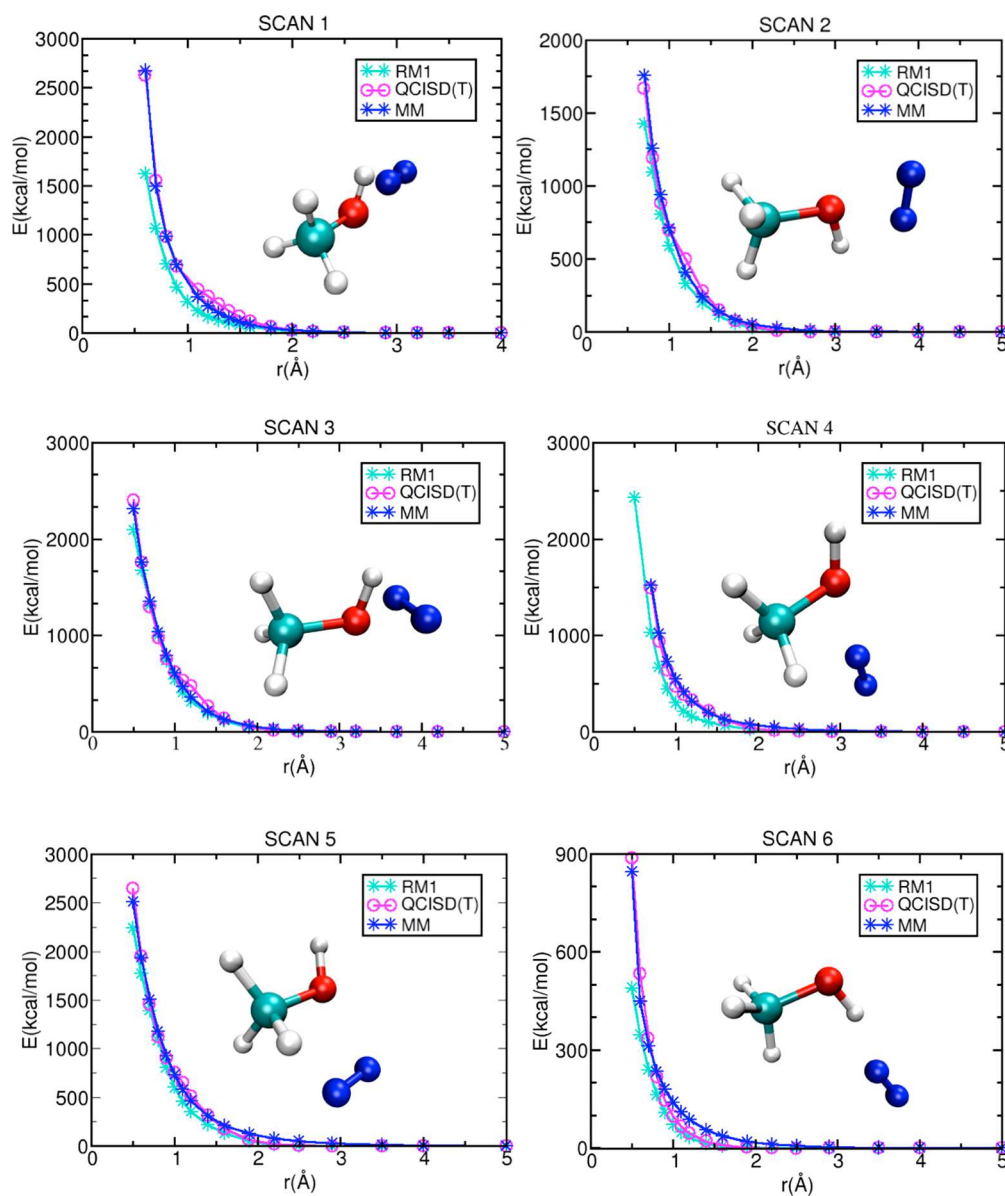 SCAN 1
3000
2500
2000
1500
1000
500
0
E(kcal/mol)
RM1
QCISD(T)
MM
0 1 2 3 4
r(Å)
SCAN 2
2000
1500
1000
500
0
E(kcal/mol)
RM1
QCISD(T)
MM
0 1 2 3 4 5
r(Å)
SCAN 3
3000
2000
1000
0
E(kcal/mol)
RM1
QCISD(T)
MM
0 1 2 3 4 5
r(Å)
SCAN 4
3000
2000
1000
0
E(kcal/mol)
RM1
QCISD(T)
MM
0 1 2 3 4 5
r(Å)
SCAN 5
3000
2500
2000
1500
1000
500
0
E(kcal/mol)
RM1
QCISD(T)
MM
0 1 2 3 4 5
r(Å)
SCAN 6
900
600
300
0
E(kcal/mol)
RM1
QCISD(T)
MM
0 1 2 3 4 5
r(Å)